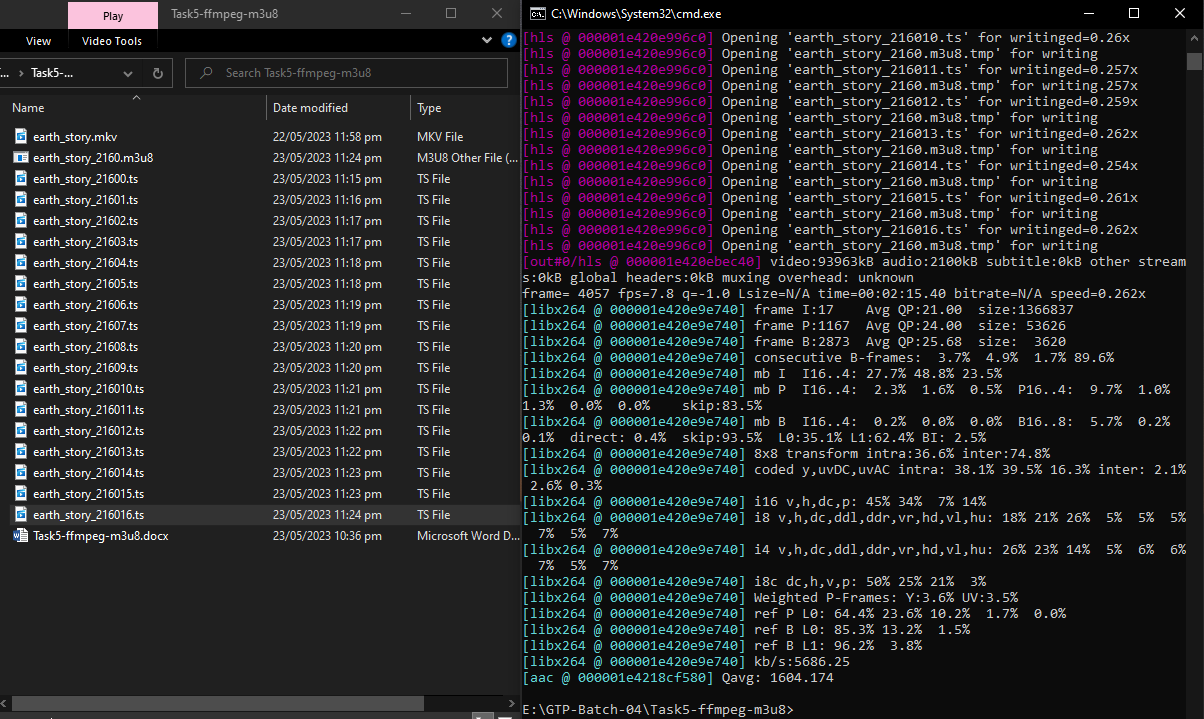 Play
Task5-ffmpeg-m3u8
View
Video Tools
Task5-...
Search Task5-ffmpeg-m3u8
Name Date modified Type
earth_story.mkv 22/05/2023 11:58 pm MKV File
earth_story_2160.m3u8 23/05/2023 11:24 pm M3U8 Other File (...
earth_story_21600.ts 23/05/2023 11:15 pm TS File
earth_story_21601.ts 23/05/2023 11:16 pm TS File
earth_story_21602.ts 23/05/2023 11:17 pm TS File
earth_story_21603.ts 23/05/2023 11:17 pm TS File
earth_story_21604.ts 23/05/2023 11:18 pm TS File
earth_story_21605.ts 23/05/2023 11:18 pm TS File
earth_story_21606.ts 23/05/2023 11:19 pm TS File
earth_story_21607.ts 23/05/2023 11:19 pm TS File
earth_story_21608.ts 23/05/2023 11:20 pm TS File
earth_story_21609.ts 23/05/2023 11:20 pm TS File
earth_story_216010.ts 23/05/2023 11:21 pm TS File
earth_story_216011.ts 23/05/2023 11:21 pm TS File
earth_story_216012.ts 23/05/2023 11:22 pm TS File
earth_story_216013.ts 23/05/2023 11:22 pm TS File
earth_story_216014.ts 23/05/2023 11:23 pm TS File
earth_story_216015.ts 23/05/2023 11:23 pm TS File
earth_story_216016.ts 23/05/2023 11:24 pm TS File
Task5-ffmpeg-m3u8.docx 23/05/2023 10:36 pm Microsoft Word D...
C:\Windows\System32\cmd.exe
[hls @ 000001e420e996c0] Opening 'earth_story_216010.ts' for writinged=0.26x
[hls @ 000001e420e996c0] Opening 'earth_story_2160.m3u8.tmp' for writing
[hls @ 000001e420e996c0] Opening 'earth_story_216011.ts' for writinged=0.257x
[hls @ 000001e420e996c0] Opening 'earth_story_2160.m3u8.tmp' for writing.257x
[hls @ 000001e420e996c0] Opening 'earth_story_216012.ts' for writinged=0.259x
[hls @ 000001e420e996c0] Opening 'earth_story_2160.m3u8.tmp' for writing
[hls @ 000001e420e996c0] Opening 'earth_story_216013.ts' for writinged=0.262x
[hls @ 000001e420e996c0] Opening 'earth_story_2160.m3u8.tmp' for writing
[hls @ 000001e420e996c0] Opening 'earth_story_216014.ts' for writinged=0.254x
[hls @ 000001e420e996c0] Opening 'earth_story_2160.m3u8.tmp' for writing
[hls @ 000001e420e996c0] Opening 'earth_story_216015.ts' for writinged=0.261x
[hls @ 000001e420e996c0] Opening 'earth_story_2160.m3u8.tmp' for writing
[hls @ 000001e420e996c0] Opening 'earth_story_216016.ts' for writinged=0.262x
[hls @ 000001e420e996c0] Opening 'earth_story_2160.m3u8.tmp' for writing
[out#0/hls @ 000001e420ebec40] video:93963kB audio:2100kB subtitle:0kB other stream
s:0kB global headers:0kB muxing overhead: unknown
frame= 4057 fps=7.8 q=-1.0 Lsize=N/A time=00:02:15.40 bitrate=N/A speed=0.262x
[libx264 @ 000001e420e9e740] frame I:17 Avg QP:21.00 size:1366837
[libx264 @ 000001e420e9e740] frame P:1167 Avg QP:24.00 size: 53626
[libx264 @ 000001e420e9e740] frame B:2873 Avg QP:25.68 size: 3620
[libx264 @ 000001e420e9e740] consecutive B-frames: 3.7% 4.9% 1.7% 89.6%
[libx264 @ 000001e420e9e740] mb I I16..4: 27.7% 48.8% 23.5%
[libx264 @ 000001e420e9e740] mb P I16..4: 2.3% 1.6% 0.5% P16..4: 9.7% 1.0%
1.3% 0.0% 0.0% skip:83.5%
[libx264 @ 000001e420e9e740] mb B I16..4: 0.2% 0.0% 0.0% B16..8: 5.7% 0.2%
0.1% direct: 0.4% skip:93.5% L0:35.1% L1:62.4% BI: 2.5%
[libx264 @ 000001e420e9e740] 8x8 transform intra:36.6% inter:74.8%
[libx264 @ 000001e420e9e740] coded y,uvDC,uvAC intra: 38.1% 39.5% 16.3% inter: 2.1%
2.6% 0.3%
[libx264 @ 000001e420e9e740] i16 v,h,dc,p: 45% 34% 7% 14%
[libx264 @ 000001e420e9e740] i8 v,h,dc,ddl,ddr,vr,hd,vl,hu: 18% 21% 26% 5% 5% 5%
7% 5% 7%
[libx264 @ 000001e420e9e740] i4 v,h,dc,ddl,ddr,vr,hd,vl,hu: 26% 23% 14% 5% 6% 6%
7% 5% 7%
[libx264 @ 000001e420e9e740] i8c dc,h,v,p: 50% 25% 21% 3%
[libx264 @ 000001e420e9e740] Weighted P-Frames: Y:3.6% UV:3.5%
[libx264 @ 000001e420e9e740] ref P L0: 64.4% 23.6% 10.2% 1.7% 0.0%
[libx264 @ 000001e420e9e740] ref B L0: 85.3% 13.2% 1.5%
[libx264 @ 000001e420e9e740] ref B L1: 96.2% 3.8%
[libx264 @ 000001e420e9e740] kb/s:5686.25
[aac @ 000001e4218cf580] Qavg: 1604.174
E:\GTP-Batch-04\Task5-ffmpeg-m3u8>